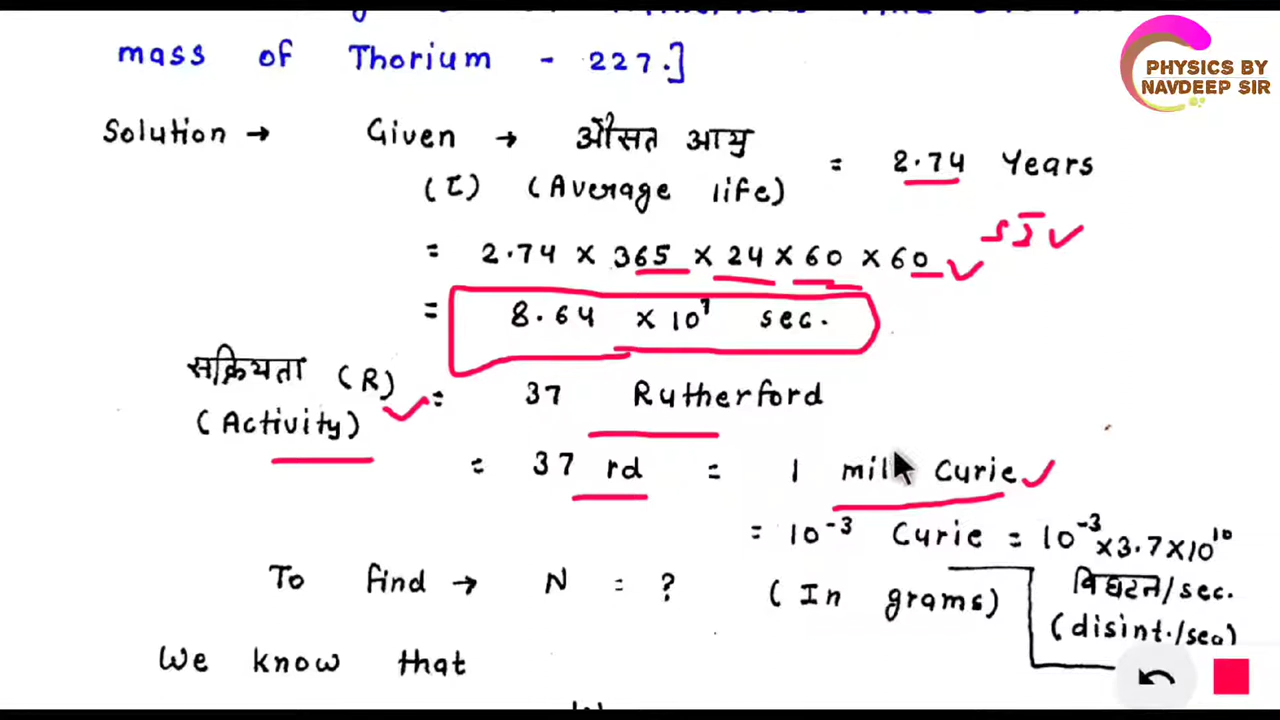 mass of Thorium - 227.]
PHYSICS BY
NAVDEEP SIR
Solution → Given → औसत आयु
(τ) (Average life) = 2.74 Years
= 2.74 × 365 × 24 × 60 × 60 SI
= 8.64 × 10⁷ sec.
सक्रियता (R)
(Activity) = 37 Rutherford
= 37 rd = 1 mili Curie
= 10⁻³ Curie = 10⁻³ × 3.7 × 10¹⁰
विघटन/sec.
(disint./sec)
To find → N = ? (In grams)
We know that